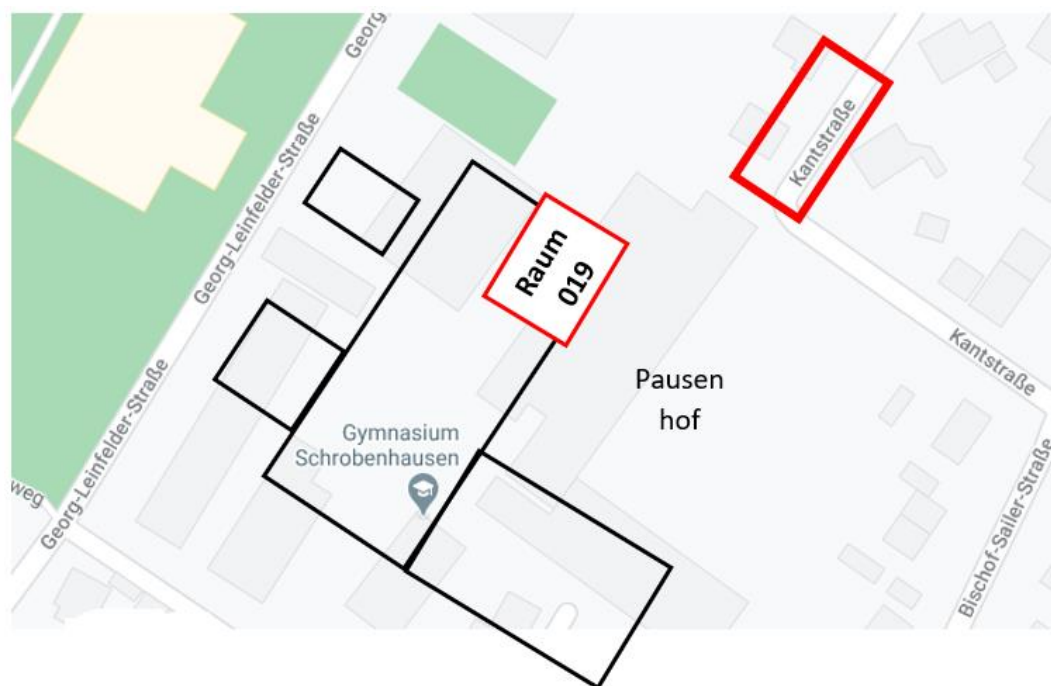 Georg
Georg-Leinfelder-Straße
Kantstraße
Raum
019
Kantstraße
Pausen
hof
Gymnasium
Schrobenhausen
Georg-Leinfelder-Straße
weg
Bischof-Sailer-Straße